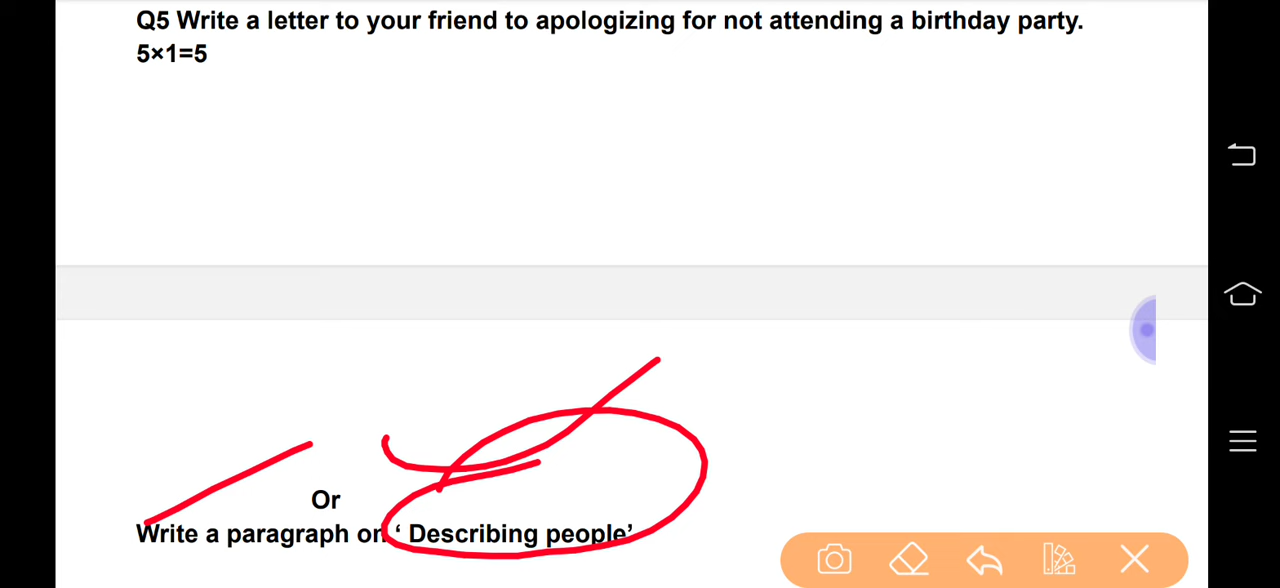 Q5 Write a letter to your friend to apologizing for not attending a birthday party.
5×1=5
Or
Write a paragraph on ‘ Describing people’